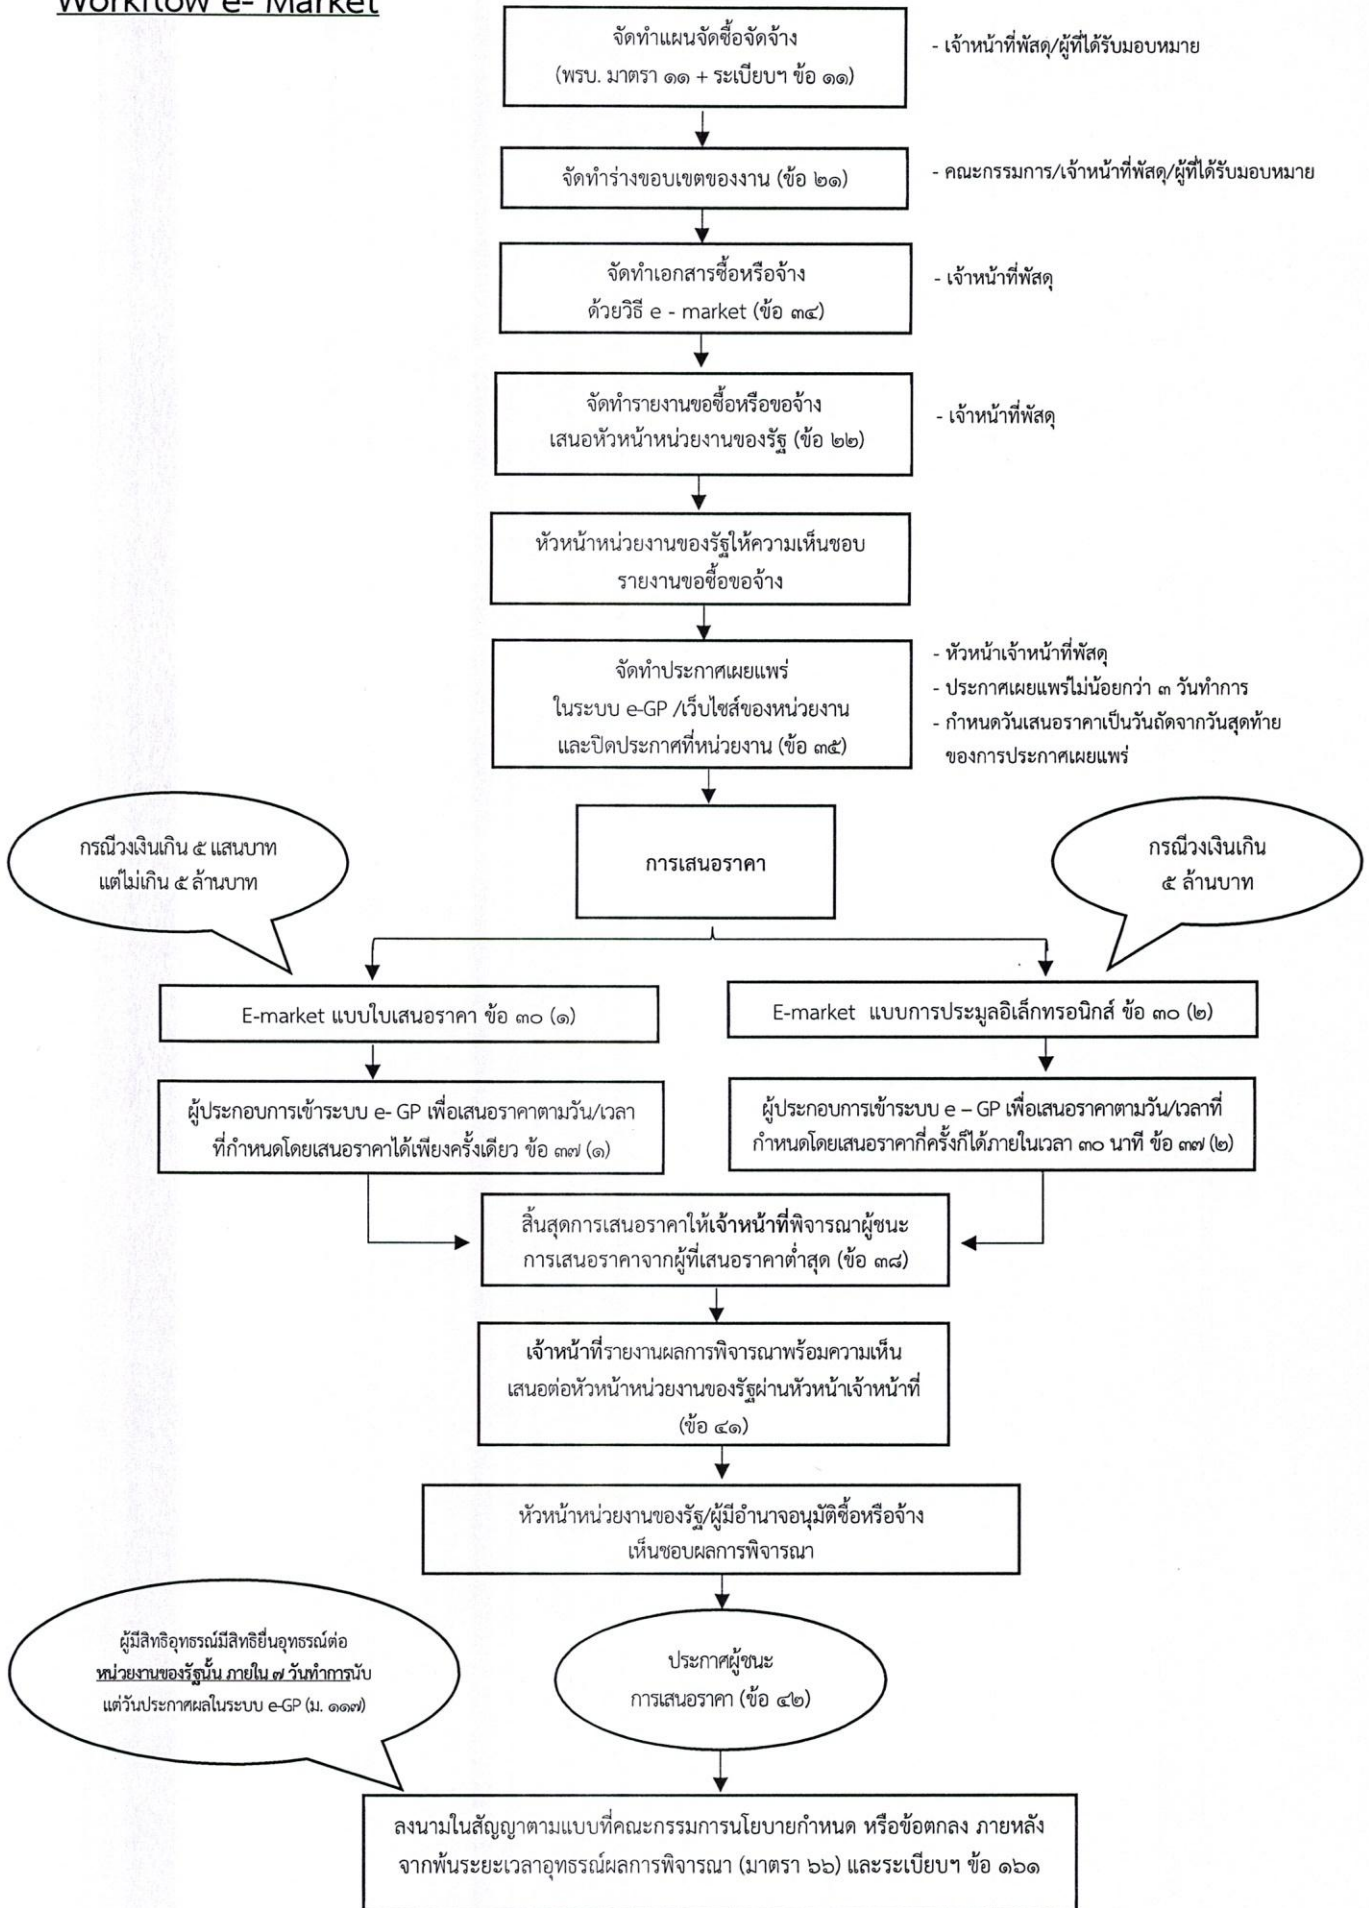 Workflow e- Market
จัดทำแผนจัดซื้อจัดจ้าง
(พรบ. มาตรา ๑๑ + ระเบียบฯ ข้อ ๑๑)
- เจ้าหน้าที่พัสดุ/ผู้ที่ได้รับมอบหมาย
จัดทำร่างขอบเขตของงาน (ข้อ ๒๑)
- คณะกรรมการ/เจ้าหน้าที่พัสดุ/ผู้ที่ได้รับมอบหมาย
จัดทำเอกสารซื้อหรือจ้าง
ด้วยวิธี e - market (ข้อ ๓๔)
- เจ้าหน้าที่พัสดุ
จัดทำรายงานขอซื้อหรือขอจ้าง
เสนอหัวหน้าหน่วยงานของรัฐ (ข้อ ๒๒)
- เจ้าหน้าที่พัสดุ
หัวหน้าหน่วยงานของรัฐให้ความเห็นชอบ
รายงานขอซื้อขอจ้าง
จัดทำประกาศเผยแพร่
ในระบบ e-GP /เว็บไซส์ของหน่วยงาน
และปิดประกาศที่หน่วยงาน (ข้อ ๓๕)
- หัวหน้าเจ้าหน้าที่พัสดุ
- ประกาศเผยแพร่ไม่น้อยกว่า ๓ วันทำการ
- กำหนดวันเสนอราคาเป็นวันถัดจากวันสุดท้าย
ของการประกาศเผยแพร่
การเสนอราคา
กรณีวงเงินเกิน ๕ แสนบาท
แต่ไม่เกิน ๕ ล้านบาท
กรณีวงเงินเกิน
๕ ล้านบาท
E-market แบบใบเสนอราคา ข้อ ๓๐ (๑)
E-market แบบการประมูลอิเล็กทรอนิกส์ ข้อ ๓๐ (๒)
ผู้ประกอบการเข้าระบบ e- GP เพื่อเสนอราคาตามวัน/เวลา
ที่กำหนดโดยเสนอราคาได้เพียงครั้งเดียว ข้อ ๓๗ (๑)
ผู้ประกอบการเข้าระบบ e – GP เพื่อเสนอราคาตามวัน/เวลาที่
กำหนดโดยเสนอราคากี่ครั้งก็ได้ภายในเวลา ๓๐ นาที ข้อ ๓๗ (๒)
สิ้นสุดการเสนอราคาให้เจ้าหน้าที่พิจารณาผู้ชนะ
การเสนอราคาจากผู้ที่เสนอราคาต่ำสุด (ข้อ ๓๘)
เจ้าหน้าที่รายงานผลการพิจารณาพร้อมความเห็น
เสนอต่อหัวหน้าหน่วยงานของรัฐผ่านหัวหน้าเจ้าหน้าที่
(ข้อ ๔๑)
หัวหน้าหน่วยงานของรัฐ/ผู้มีอำนาจอนุมัติซื้อหรือจ้าง
เห็นชอบผลการพิจารณา
ผู้มีสิทธิอุทธรณ์มีสิทธิยื่นอุทธรณ์ต่อ
หน่วยงานของรัฐนั้น ภายใน ๗ วันทำการนับ
แต่วันประกาศผลในระบบ e-GP (ม. ๑๑๗)
ประกาศผู้ชนะ
การเสนอราคา (ข้อ ๔๒)
ลงนามในสัญญาตามแบบที่คณะกรรมการนโยบายกำหนด หรือข้อตกลง ภายหลัง
จากพ้นระยะเวลาอุทธรณ์ผลการพิจารณา (มาตรา ๖๖) และระเบียบฯ ข้อ ๑๖๑